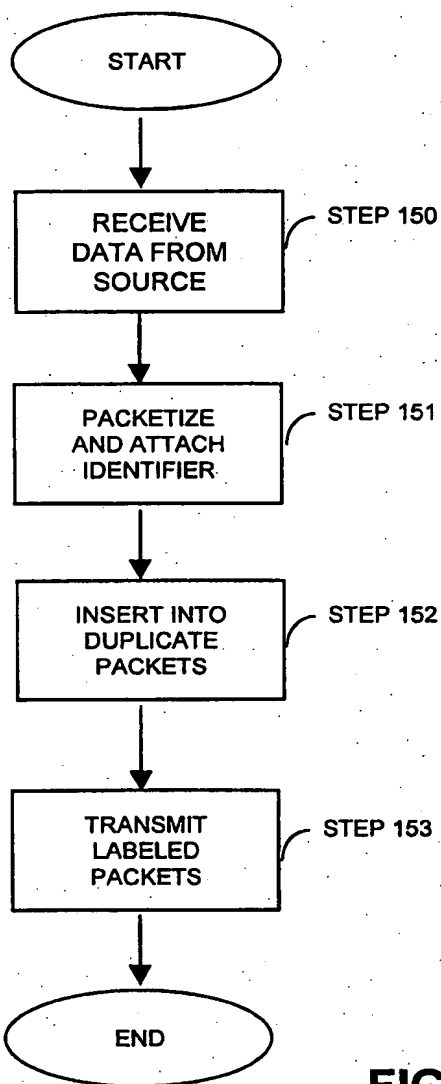 START
RECEIVE
DATA FROM
SOURCE
STEP 150
PACKETIZE
AND ATTACH
IDENTIFIER
STEP 151
INSERT INTO
DUPLICATE
PACKETS
STEP 152
TRANSMIT
LABELED
PACKETS
STEP 153
END
FIG